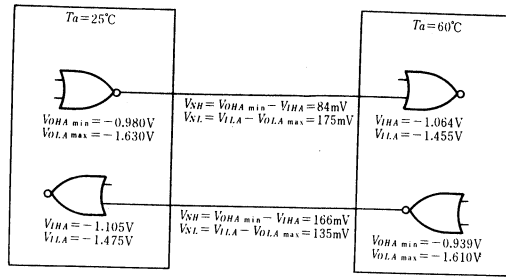 Ta=25℃
Ta=60℃
VNH=VOHA min−VIHA=84mV
VNL=VILA−VOLA max=175mV
VOHA min=−0.980V
VOLA max=−1.630V
VIHA=−1.064V
VILA=−1.455V
VIHA=−1.105V
VILA=−1.475V
VNH=VOHA min−VIHA=166mV
VNL=VILA−VOLA max=135mV
VOHA min=−0.939V
VOLA max=−1.610V